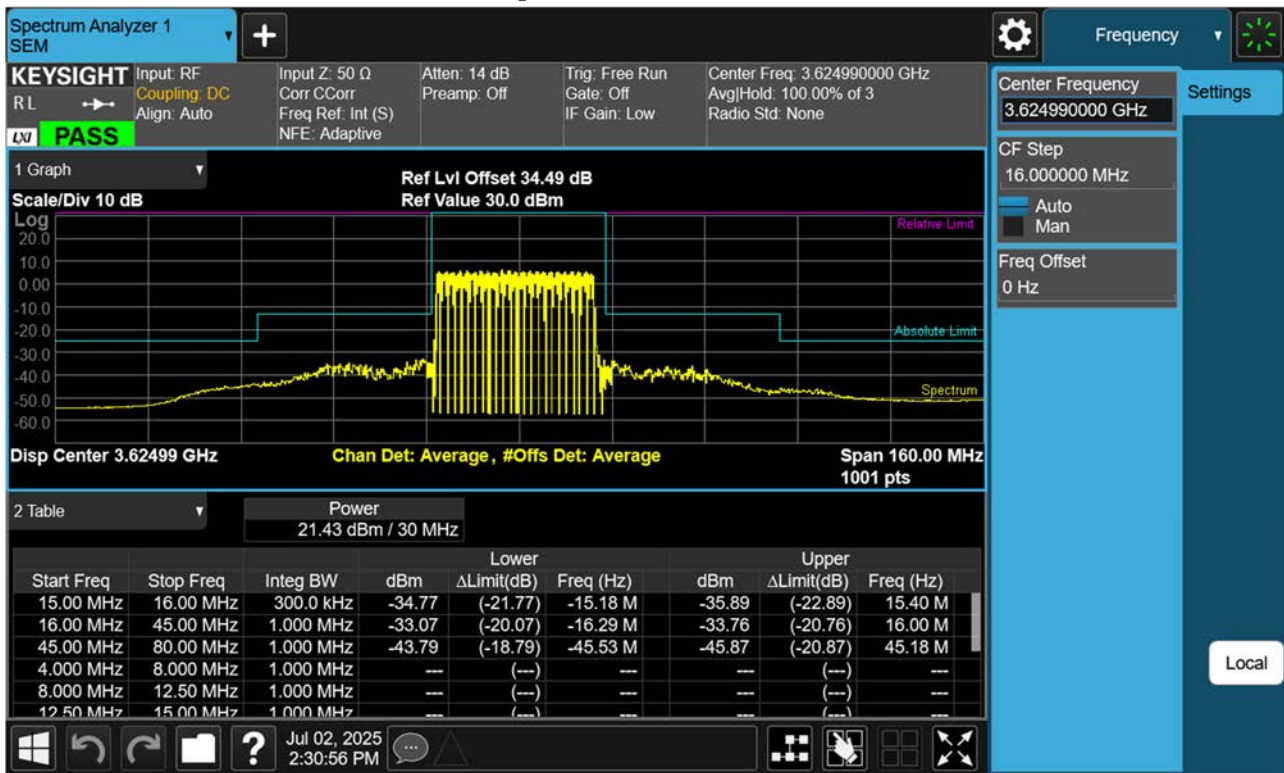 Spectrum Analyzer 1
SEM
Frequency
KEYSIGHT
RL
LXI
PASS
Input: RF
Coupling: DC
Align: Auto
Input Z: 50 Ω
Corr CCorr
Freq Ref: Int (S)
NFE: Adaptive
Atten: 14 dB
Preamp: Off
Trig: Free Run
Gate: Off
IF Gain: Low
Center Freq: 3.624990000 GHz
Avg|Hold: 100.00% of 3
Radio Std: None
Center Frequency
3.624990000 GHz
Settings
CF Step
16.000000 MHz
Auto
Man
Freq Offset
0 Hz
Local
1 Graph
Scale/Div 10 dB
Ref Lvl Offset 34.49 dB
Ref Value 30.0 dBm
Log
20.0
10.0
0.00
-10.0
-20.0
-30.0
-40.0
-50.0
-60.0
Relative Limit
Absolute Limit
Spectrum
Disp Center 3.62499 GHz
Chan Det: Average, #Offs Det: Average
Span 160.00 MHz
1001 pts
2 Table
Power
21.43 dBm / 30 MHz
Lower Upper
Start Freq Stop Freq Integ BW dBm ΔLimit(dB) Freq (Hz) dBm ΔLimit(dB) Freq (Hz)
15.00 MHz 16.00 MHz 300.0 kHz -34.77 (-21.77) -15.18 M -35.89 (-22.89) 15.40 M
16.00 MHz 45.00 MHz 1.000 MHz -33.07 (-20.07) -16.29 M -33.76 (-20.76) 16.00 M
45.00 MHz 80.00 MHz 1.000 MHz -43.79 (-18.79) -45.53 M -45.87 (-20.87) 45.18 M
4.000 MHz 8.000 MHz 1.000 MHz --- (---) --- --- (---) ---
8.000 MHz 12.50 MHz 1.000 MHz --- (---) --- --- (---) ---
12.50 MHz 15.00 MHz 1.000 MHz --- (---) --- --- (---) ---
?
Jul 02, 2025
2:30:56 PM